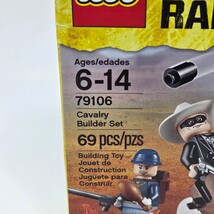 LEGO
RA
Ages/edades
6-14
79106
Cavalry
Builder Set
69 pcs/pzs
Building Toy
Jouet de
Construction
Juguete para
Construir